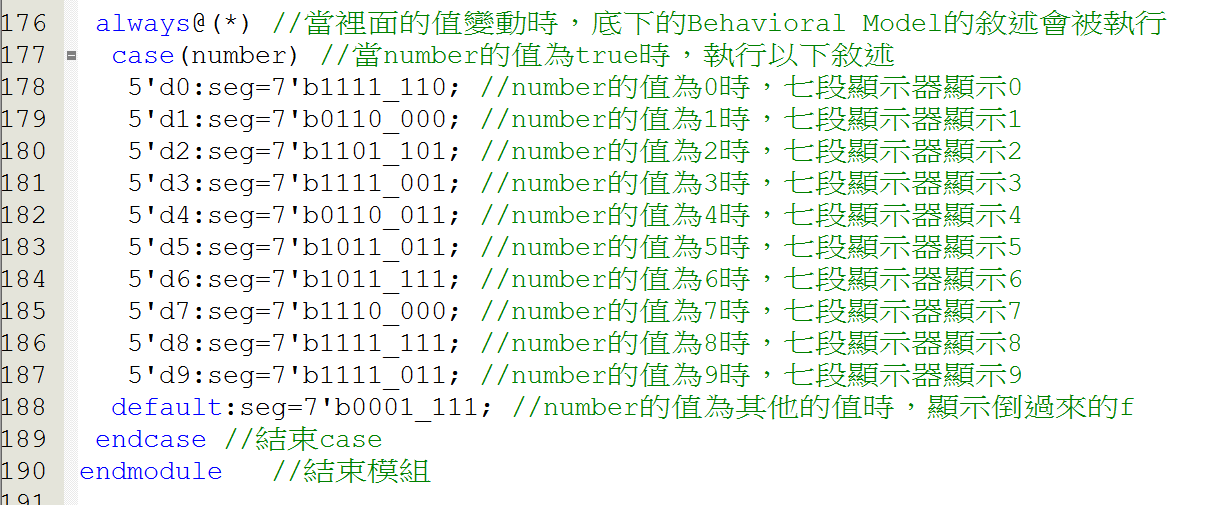 176 always@(*) //當裡面的值變動時，底下的Behavioral Model的敘述會被執行
177 case(number) //當number的值為true時，執行以下敘述
178 5'd0:seg=7'b1111_110; //number的值為0時，七段顯示器顯示0
179 5'd1:seg=7'b0110_000; //number的值為1時，七段顯示器顯示1
180 5'd2:seg=7'b1101_101; //number的值為2時，七段顯示器顯示2
181 5'd3:seg=7'b1111_001; //number的值為3時，七段顯示器顯示3
182 5'd4:seg=7'b0110_011; //number的值為4時，七段顯示器顯示4
183 5'd5:seg=7'b1011_011; //number的值為5時，七段顯示器顯示5
184 5'd6:seg=7'b1011_111; //number的值為6時，七段顯示器顯示6
185 5'd7:seg=7'b1110_000; //number的值為7時，七段顯示器顯示7
186 5'd8:seg=7'b1111_111; //number的值為8時，七段顯示器顯示8
187 5'd9:seg=7'b1111_011; //number的值為9時，七段顯示器顯示9
188 default:seg=7'b0001_111; //number的值為其他的值時，顯示倒過來的f
189 endcase //結束case
190 endmodule //結束模組
191